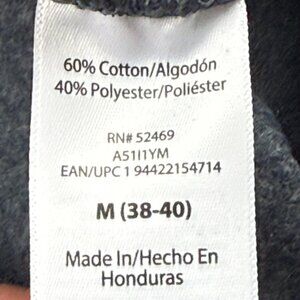 60% Cotton/Algodón
40% Polyester/Poliéster
RN# 52469
A51I1YM
EAN/UPC 1 94422154714
M (38-40)
Made In/Hecho En
Honduras